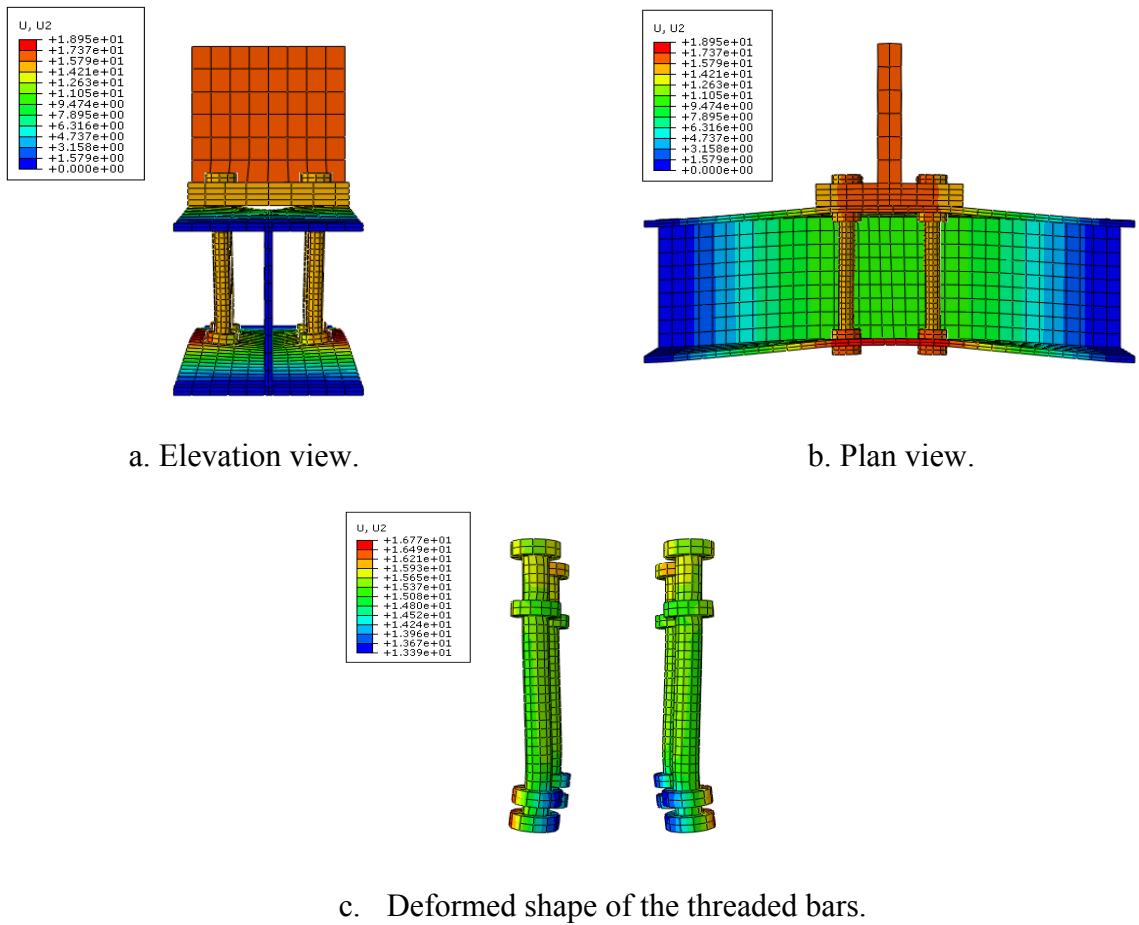 U, U2
+1.895e+01
+1.737e+01
+1.579e+01
+1.421e+01
+1.263e+01
+1.105e+01
+9.474e+00
+7.895e+00
+6.316e+00
+4.737e+00
+3.158e+00
+1.579e+00
+0.000e+00
U, U2
+1.895e+01
+1.737e+01
+1.579e+01
+1.421e+01
+1.263e+01
+1.105e+01
+9.474e+00
+7.895e+00
+6.316e+00
+4.737e+00
+3.158e+00
+1.579e+00
+0.000e+00
a. Elevation view.
b. Plan view.
U, U2
+1.677e+01
+1.649e+01
+1.621e+01
+1.593e+01
+1.565e+01
+1.537e+01
+1.508e+01
+1.480e+01
+1.452e+01
+1.424e+01
+1.396e+01
+1.367e+01
+1.339e+01
c. Deformed shape of the threaded bars.